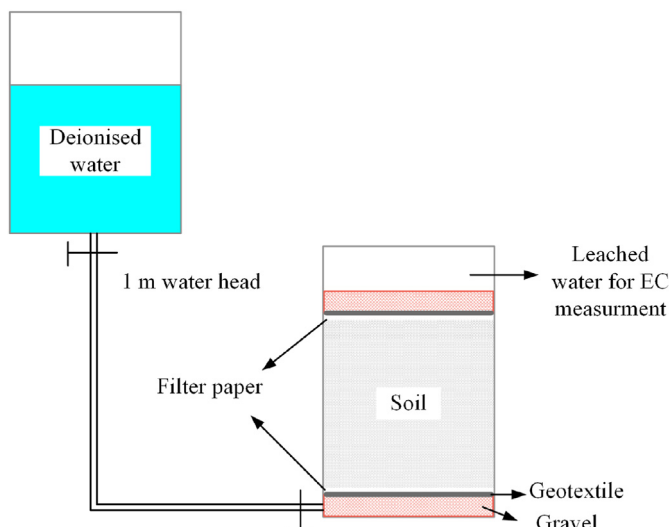 Deionised
water
1 m water head
Leached
water for EC
measurment
Filter paper
Soil
Geotextile
Gravel